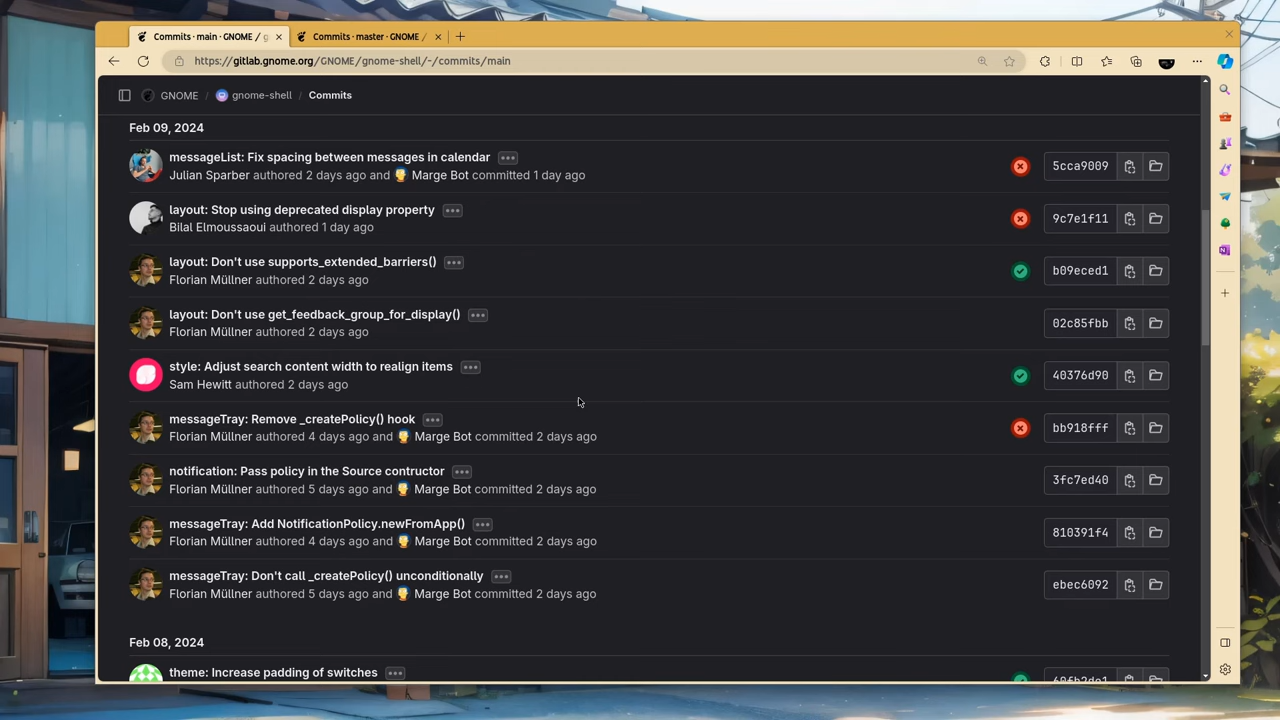 Commits · main · GNOME / g
Commits · master · GNOME /
https://gitlab.gnome.org/GNOME/gnome-shell/-/commits/main
GNOME / gnome-shell / Commits
Feb 09, 2024
messageList: Fix spacing between messages in calendar
Julian Sparber authored 2 days ago and Marge Bot committed 1 day ago
5cca9009
layout: Stop using deprecated display property
Bilal Elmoussaoui authored 1 day ago
9c7e1f11
layout: Don't use supports_extended_barriers()
Florian Müllner authored 2 days ago
b09eced1
layout: Don't use get_feedback_group_for_display()
Florian Müllner authored 2 days ago
02c85fbb
style: Adjust search content width to realign items
Sam Hewitt authored 2 days ago
40376d90
messageTray: Remove _createPolicy() hook
Florian Müllner authored 4 days ago and Marge Bot committed 2 days ago
bb918fff
notification: Pass policy in the Source contructor
Florian Müllner authored 5 days ago and Marge Bot committed 2 days ago
3fc7ed40
messageTray: Add NotificationPolicy.newFromApp()
Florian Müllner authored 4 days ago and Marge Bot committed 2 days ago
810391f4
messageTray: Don't call _createPolicy() unconditionally
Florian Müllner authored 5 days ago and Marge Bot committed 2 days ago
ebec6092
Feb 08, 2024
theme: Increase padding of switches